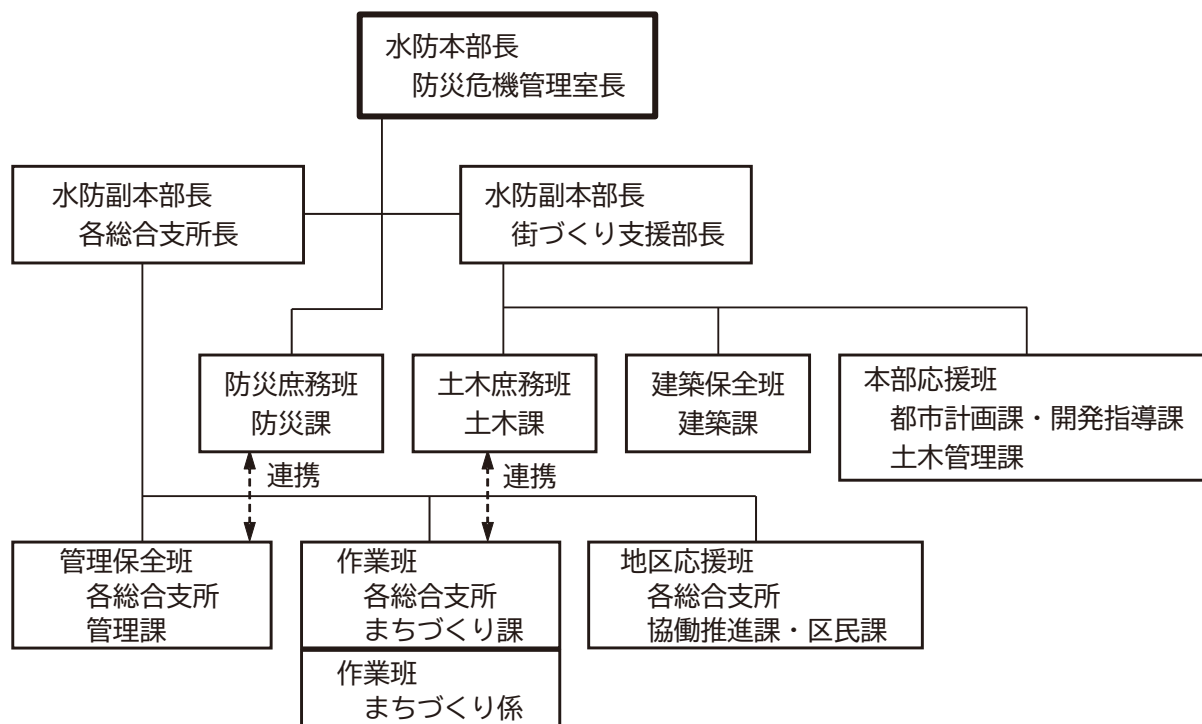 水防本部長
防災危機管理室長
水防副本部長
各総合支所長
水防副本部長
街づくり支援部長
防災庶務班
防災課
土木庶務班
土木課
建築保全班
建築課
本部応援班
都市計画課・開発指導課
土木管理課
連携
連携
管理保全班
各総合支所
管理課
作業班
各総合支所
まちづくり課
作業班
まちづくり係
地区応援班
各総合支所
協働推進課・区民課